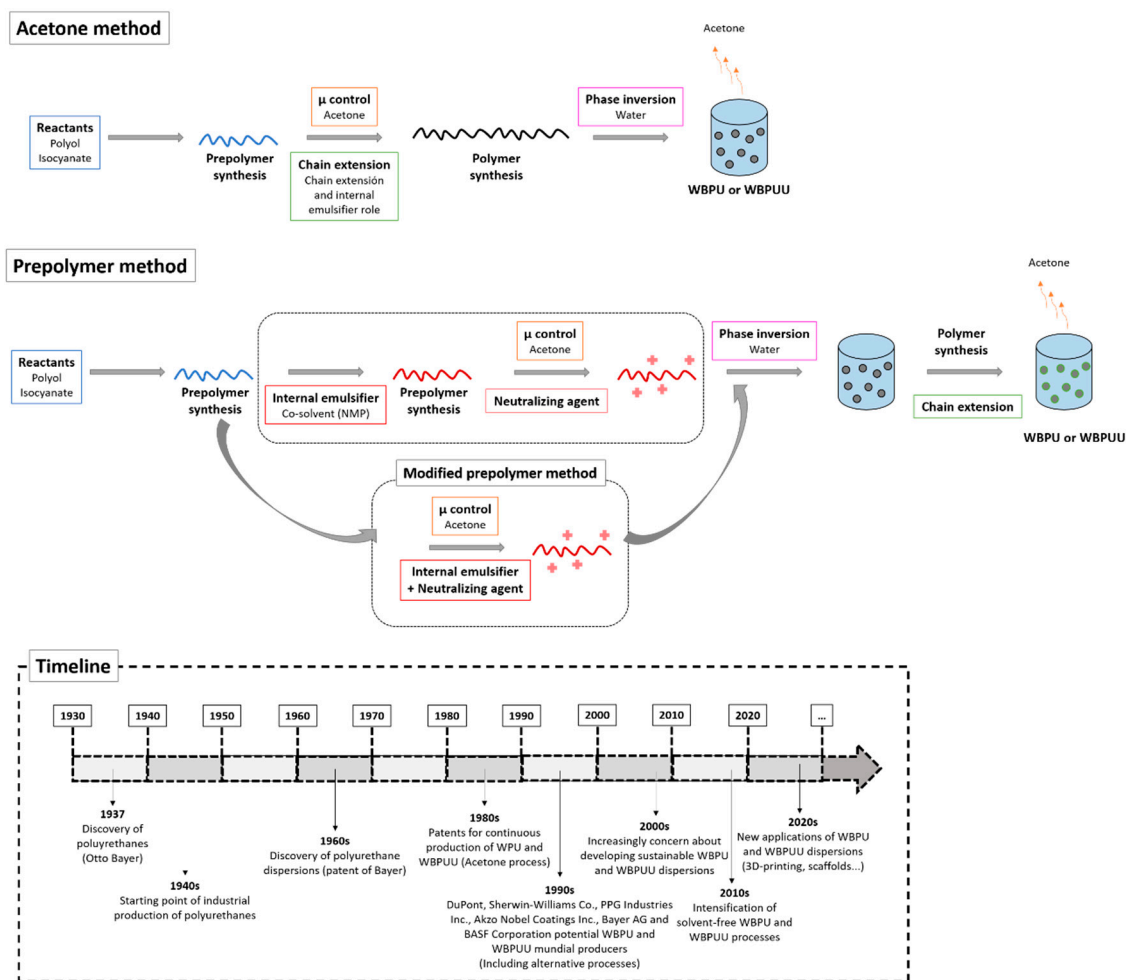 Acetone method
Acetone
Reactants
Polyol
Isocyanate
Prepolymer
synthesis
μ control
Acetone
Chain extension
Chain extensión
and internal
emulsifier role
Polymer
synthesis
Phase inversion
Water
WBPU or WBPUU
Prepolymer method
Acetone
Reactants
Polyol
Isocyanate
Prepolymer
synthesis
Internal emulsifier
Co-solvent (NMP)
Prepolymer
synthesis
μ control
Acetone
Neutralizing agent
Phase inversion
Water
Polymer
synthesis
Chain extension
WBPU or WBPUU
Modified prepolymer method
μ control
Acetone
Internal emulsifier
+ Neutralizing agent
Timeline
1930
1940
1950
1960
1970
1980
1990
2000
2010
2020
...
1937
Discovery of
poluyrethanes
(Otto Bayer)
1940s
Starting point of industrial
production of polyurethanes
1960s
Discovery of polyurethane
dispersions (patent of Bayer)
1980s
Patents for continuous
production of WPU and
WBPUU (Acetone process)
1990s
DuPont, Sherwin-Williams Co., PPG Industries
Inc., Akzo Nobel Coatings Inc., Bayer AG and
BASF Corporation potential WBPU and
WBPUU mundial producers
(Including alternative processes)
2000s
Increasingly concern about
developing sustainable WBPU
and WBPUU dispersions
2010s
Intensification of
solvent-free WBPU and
WBPUU processes
2020s
New applications of WBPU
and WBPUU dispersions
(3D-printing, scaffolds...)